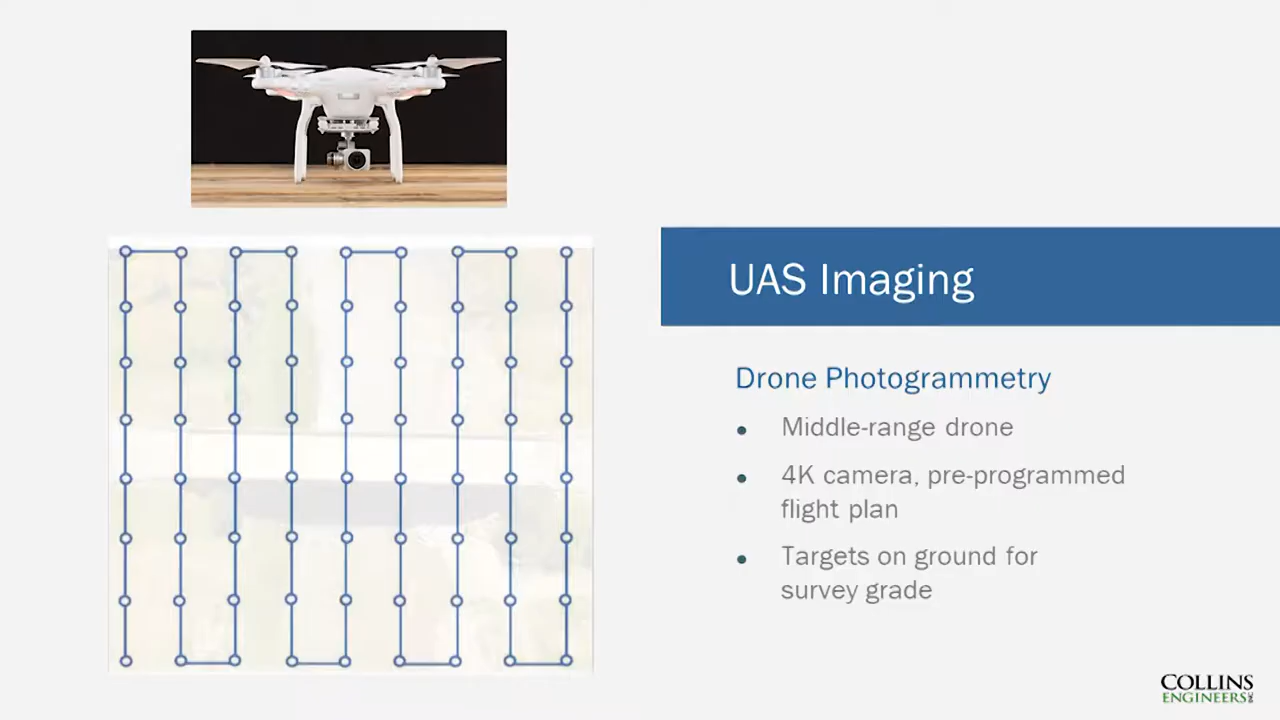 UAS Imaging
Drone Photogrammetry
• Middle-range drone
• 4K camera, pre-programmed
flight plan
• Targets on ground for
survey grade
COLLINS
ENGINEERS INC